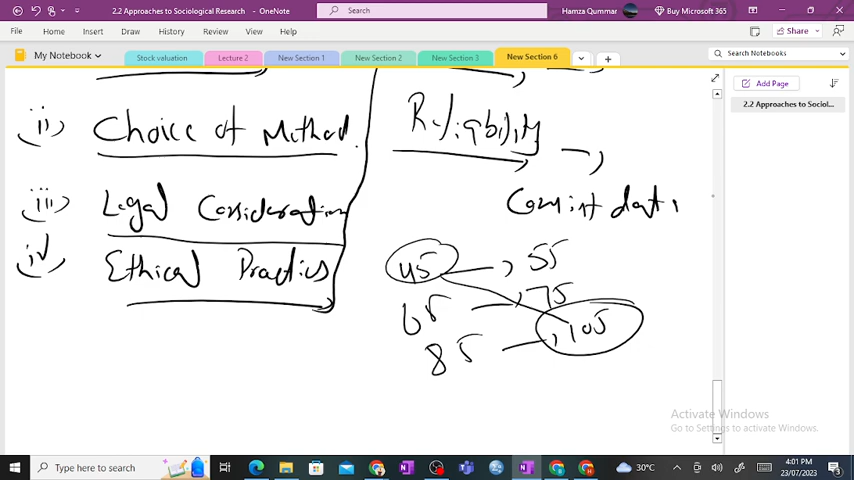 2.2 Approaches to Sociological Research - OneNote
Search
Hamza Qummar
Buy Microsoft 365
File Home Insert Draw History Review View Help
Share
My Notebook
Stock valuation Lecture 2 New Section 1 New Section 2 New Section 3 New Section 6
Search Notebooks
Add Page
2.2 Approaches to Sociol...
ii) Choice of Method.
Reliability
iii) Legal Consideration
data
iv) Ethical Practics
45 55
65 75
85 105
Activate Windows
Go to Settings to activate Windows.
Type here to search
30°C
4:01 PM
23/07/2023
3